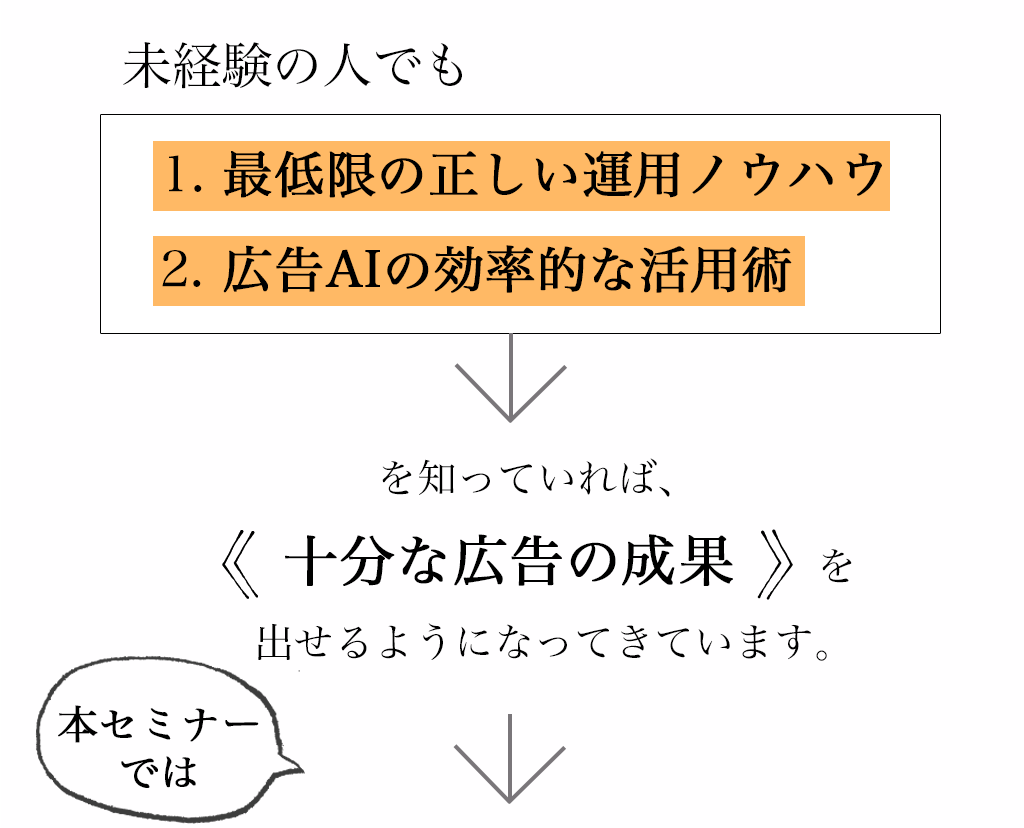 未経験の人でも
1. 最低限の正しい運用ノウハウ
2. 広告AIの効率的な活用術
を知っていれば、
《 十分な広告の成果 》を
出せるようになってきています。
本セミナー
では